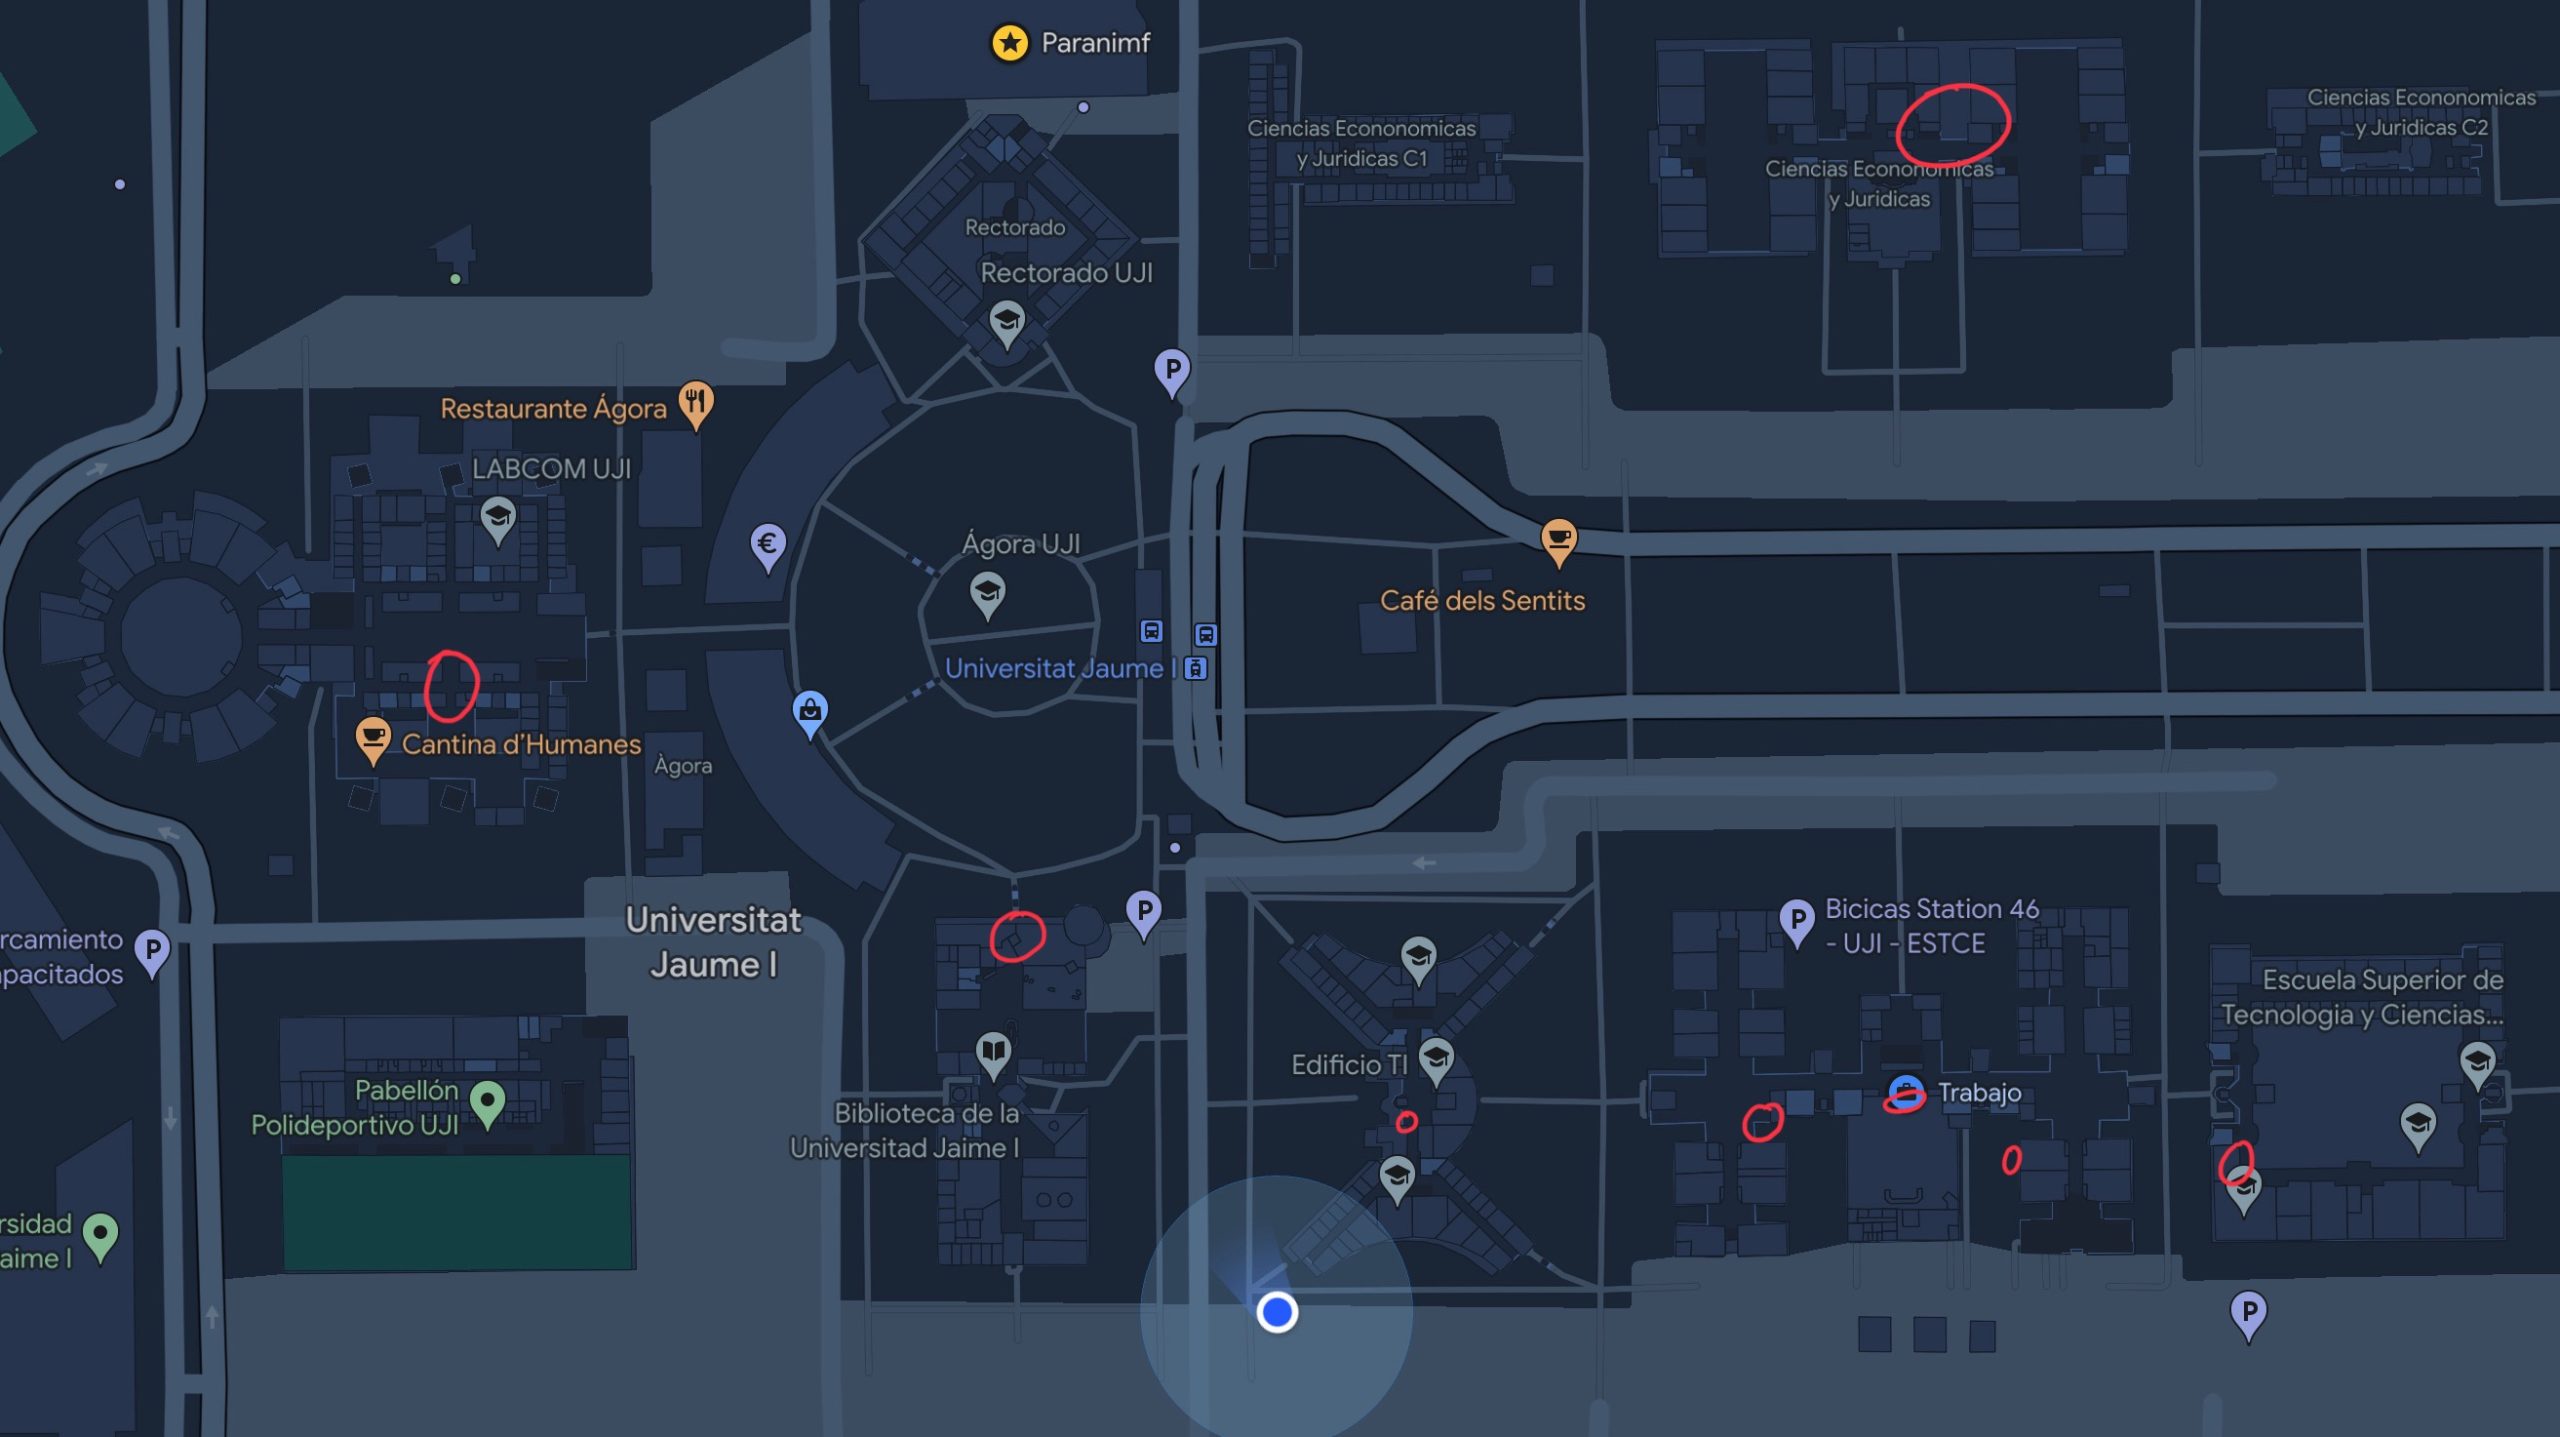 Paranimf
Ciencias Econonomicas
y Juridicas C2
Ciencias Econonomicas
y Juridicas C1
Ciencias Econonomicas
y Juridicas
Rectorado
Rectorado UJI
P
Restaurante Ágora
LABCOM UJI
€
Ágora UJI
Café dels Sentits
Universitat Jaume I
Cantina d'Humanes
Àgora
Universitat
Jaume I
P
P
Bicicas Station 46
- UJI - ESTCE
rcamiento
apacitados
P
Escuela Superior de
Tecnologia y Ciencias...
Edificio TI
Trabajo
Pabellón
Polideportivo UJI
Biblioteca de la
Universitad Jaime I
rsidad
aime I
P